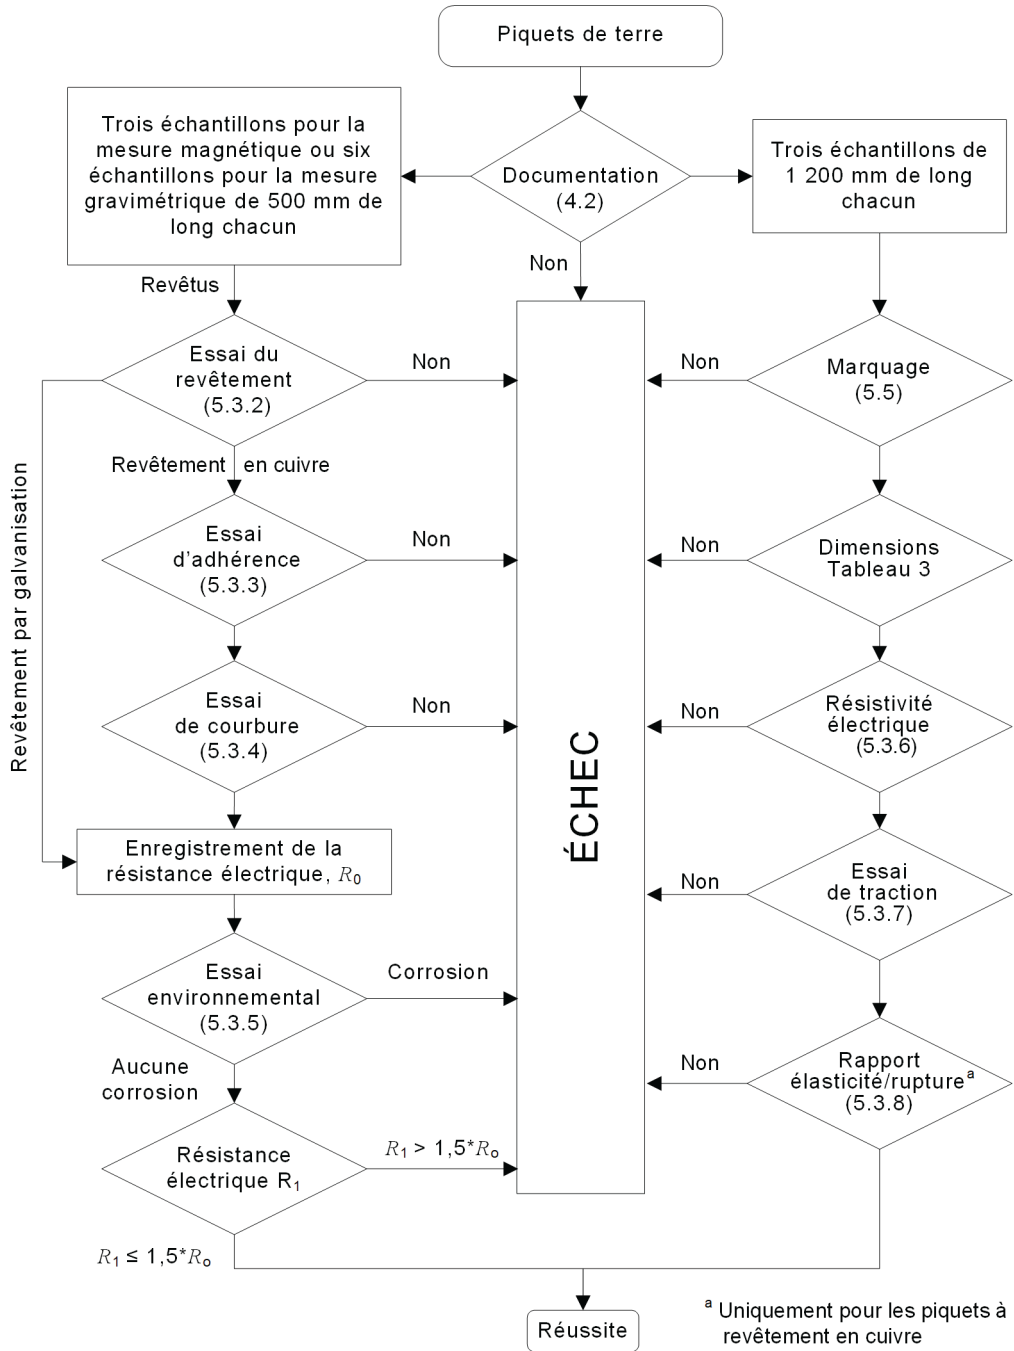 Piquets de terre
Trois échantillons pour la
mesure magnétique ou six
échantillons pour la mesure
gravimétrique de 500 mm de
long chacun
Documentation
(4.2)
Trois échantillons de
1 200 mm de long
chacun
Non
Revêtus
Essai du
revêtement
(5.3.2)
Non
Non
Marquage
(5.5)
Revêtement en cuivre
Revêtement par galvanisation
Essai
d'adhérence
(5.3.3)
Non
Non
Dimensions
Tableau 3
Essai
de courbure
(5.3.4)
Non
ÉCHEC
Non
Résistivité
électrique
(5.3.6)
Enregistrement de la
résistance électrique, R0
Non
Essai
de traction
(5.3.7)
Essai
environnemental
(5.3.5)
Corrosion
Aucune
corrosion
Non
Rapport
élasticité/rupture a
(5.3.8)
Résistance
électrique R1
R1 > 1,5*Ro
R1 ≤ 1,5*Ro
Réussite
a Uniquement pour les piquets à
revêtement en cuivre